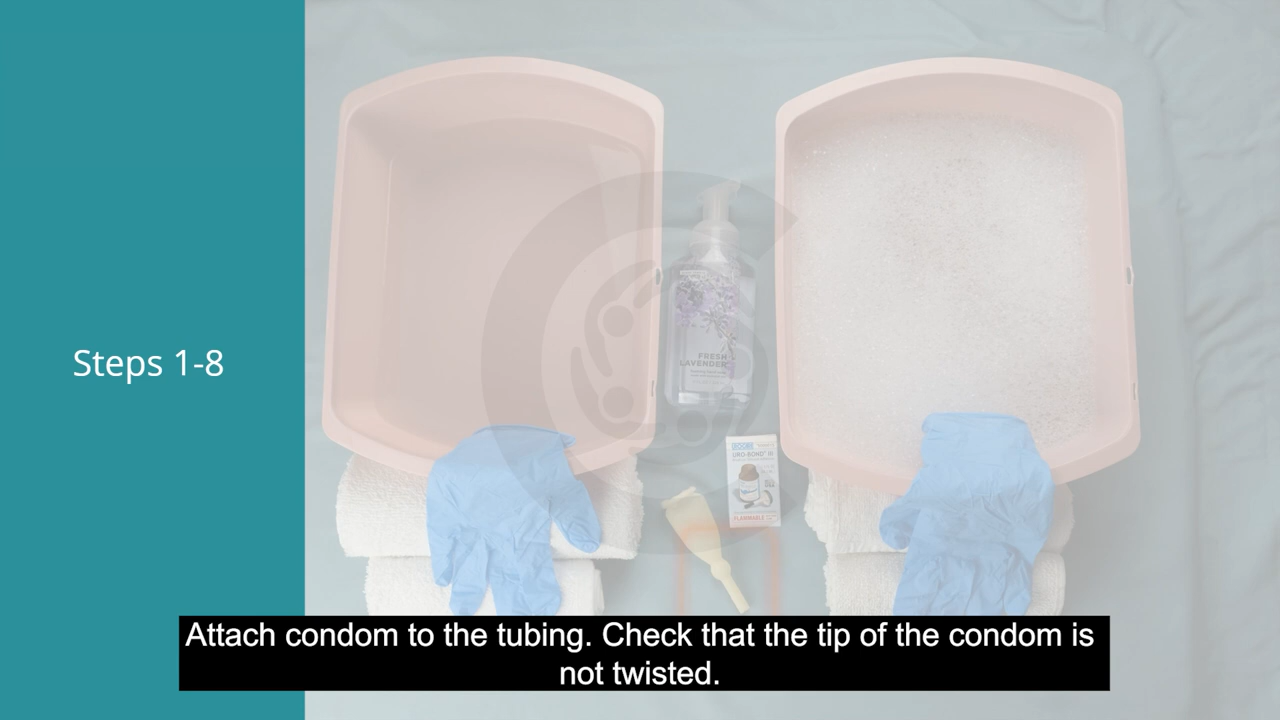 Steps 1-8
FRESH
LAVENDER
URO-BOND III
FLAMMABLE
Attach condom to the tubing. Check that the tip of the condom is
not twisted.